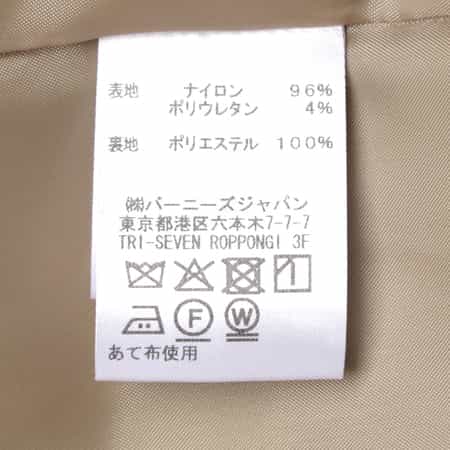 表地 ナイロン 96%
ポリウレタン 4%
裏地 ポリエステル 100%
㈱バーニーズジャパン
東京都港区六本木7-7-7
TRI-SEVEN ROPPONGI 3F
F W
あて布使用